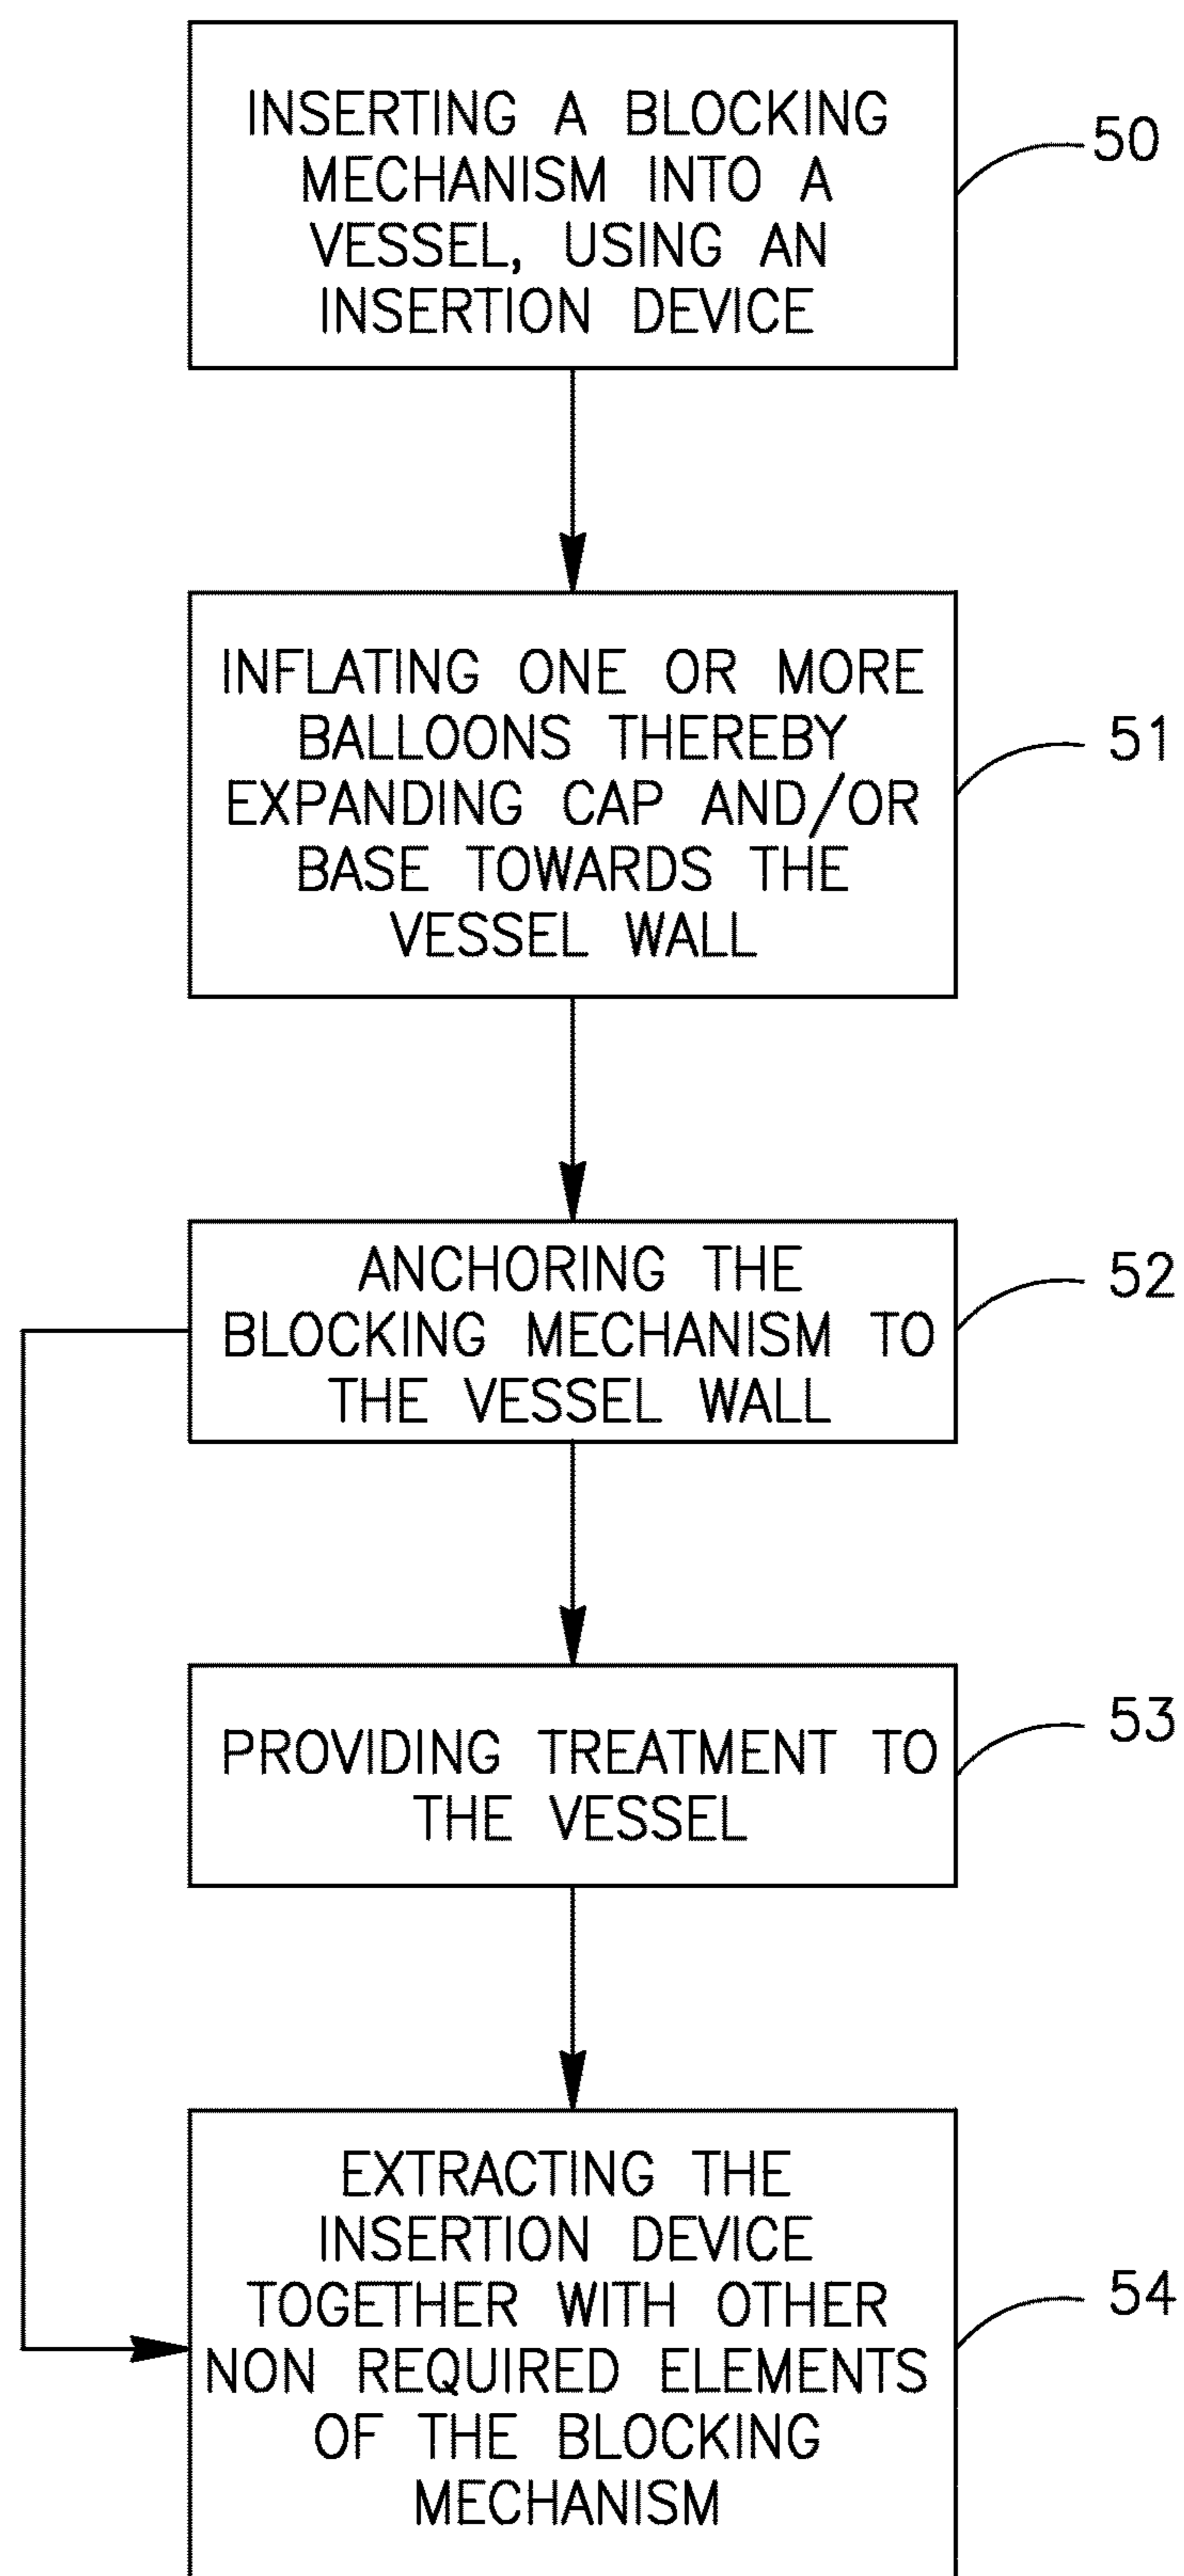 INSERTING A BLOCKING
MECHANISM INTO A
VESSEL, USING AN
INSERTION DEVICE
50
INFLATING ONE OR MORE
BALLOONS THEREBY
EXPANDING CAP AND/OR
BASE TOWARDS THE
VESSEL WALL
51
ANCHORING THE
BLOCKING MECHANISM TO
THE VESSEL WALL
52
PROVIDING TREATMENT TO
THE VESSEL
53
EXTRACTING THE
INSERTION DEVICE
TOGETHER WITH OTHER
NON REQUIRED ELEMENTS
OF THE BLOCKING
MECHANISM
54